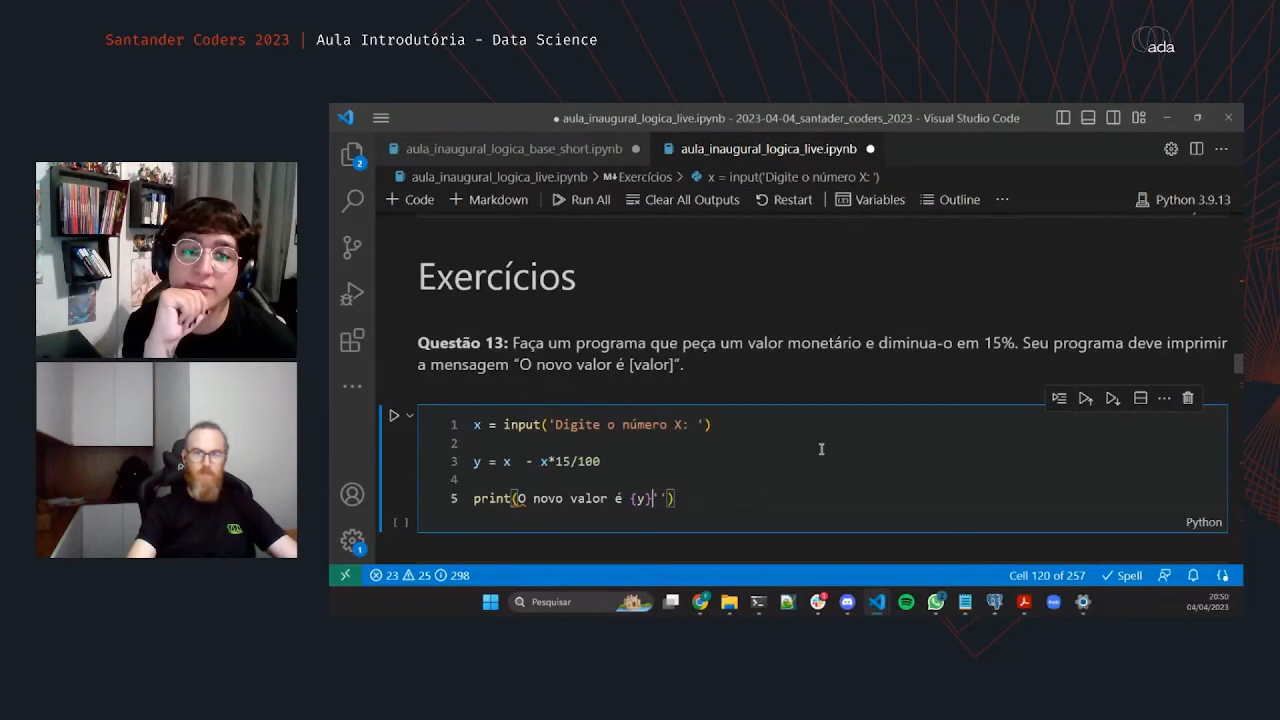 Santander Coders 2023 | Aula Introdutória - Data Science
ada
aula_inaugural_logica_live.ipynb - 2023-04-04_santader_coders_2023 - Visual Studio Code
aula_inaugural_logica_base_short.ipynb
aula_inaugural_logica_live.ipynb
aula_inaugural_logica_live.ipynb > M↓Exercícios > x = input('Digite o número X: ')
+ Code + Markdown Run All Clear All Outputs Restart Variables Outline ... Python 3.9.13
2
Exercícios
Questão 13: Faça um programa que peça um valor monetário e diminua-o em 15%. Seu programa deve imprimir
a mensagem “O novo valor é [valor]“.
1 x = input('Digite o número X: ')
2
3 y = x  - x*15/100
4
5 print(O novo valor é {y}'')
[ ]
Python
1
23 25 298
Cell 120 of 257 Spell
Pesquisar
20:50
04/04/2023